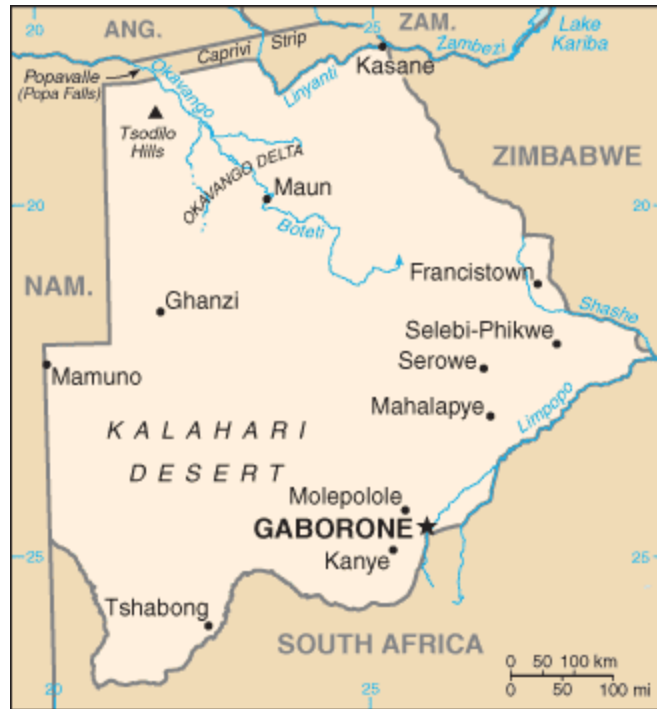 20
ANG.
25
ZAM.
Lake
Kariba
Caprivi Strip
Zambezi
Kasane
Popavalle
(Popa Falls)
Okavango
Linyanti
Tsodilo
Hills
ZIMBABWE
OKAVANGO DELTA
Maun
20
20
Boteti
Francistown
NAM.
Ghanzi
Shashe
Selebi-Phikwe
Serowe
Mamuno
Mahalapye
Limpopo
KALAHARI
DESERT
Molepolole
GABORONE
25
Kanye
25
Tshabong
SOUTH AFRICA
0 50 100 km
0 50 100 mi
20
25